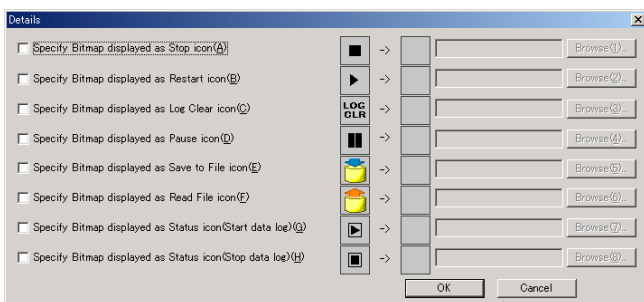 Details
Specify Bitmap displayed as Stop icon(A) -> Browse(1)...
Specify Bitmap displayed as Restart icon(B) -> Browse(2)...
Specify Bitmap displayed as Log Clear icon(C) LOG CLR -> Browse(3)...
Specify Bitmap displayed as Pause icon(D) -> Browse(4)...
Specify Bitmap displayed as Save to File icon(E) -> Browse(5)...
Specify Bitmap displayed as Read File icon(F) -> Browse(6)...
Specify Bitmap displayed as Status icon(Start data log)(G) -> Browse(7)...
Specify Bitmap displayed as Status icon(Stop data log)(H) -> Browse(8)...
OK Cancel